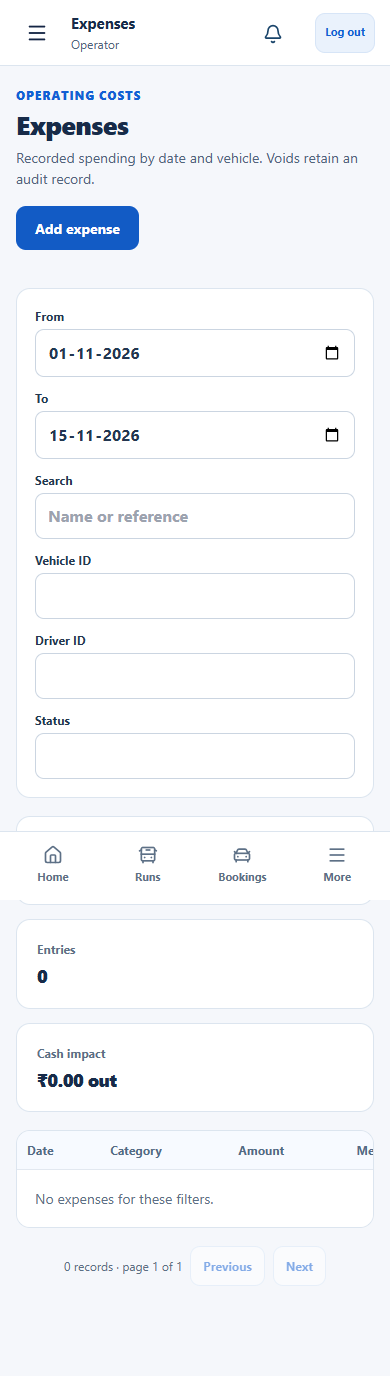 Expenses
Operator
Log out
OPERATING COSTS
Expenses
Recorded spending by date and vehicle. Voids retain an
audit record.
Add expense
From
01-11-2026
To
15-11-2026
Search
Name or reference
Vehicle ID
Driver ID
Status
Home
Runs
Bookings
More
Entries
0
Cash impact
₹0.00 out
Date Category Amount Me
No expenses for these filters.
0 records · page 1 of 1 Previous Next